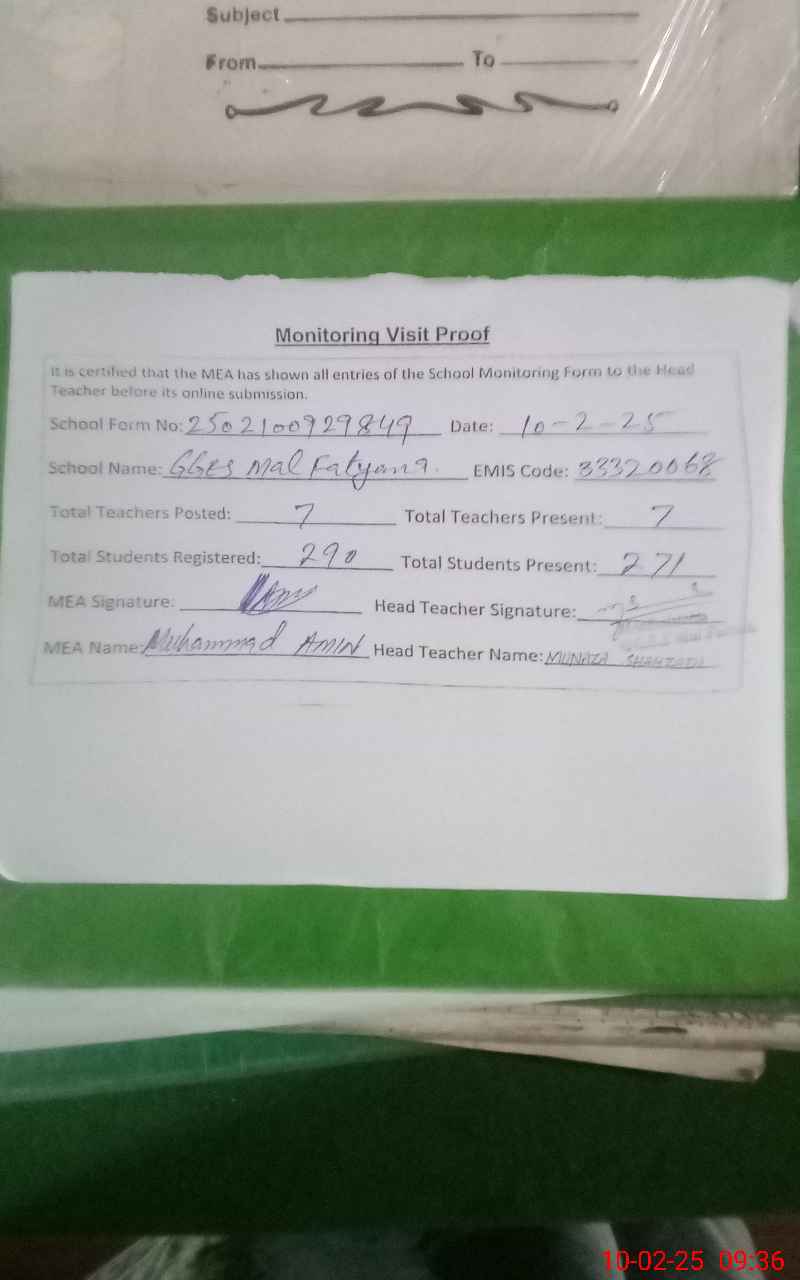 Subject
From To
Monitoring Visit Proof
It is certified that the MEA has shown all entries of the School Monitoring Form to the Head
Teacher before its online submission.
School Form No: 2502100929849 Date: 10-2-25
School Name: GGES Mal Fatyana. EMIS Code: 33320068
Total Teachers Posted: 7 Total Teachers Present: 7
Total Students Registered: 290 Total Students Present: 271
MEA Signature: Head Teacher Signature:
MEA Name: Muhammad AMIN Head Teacher Name: MUNAZA SHAHZADI
10-02-25 09:36